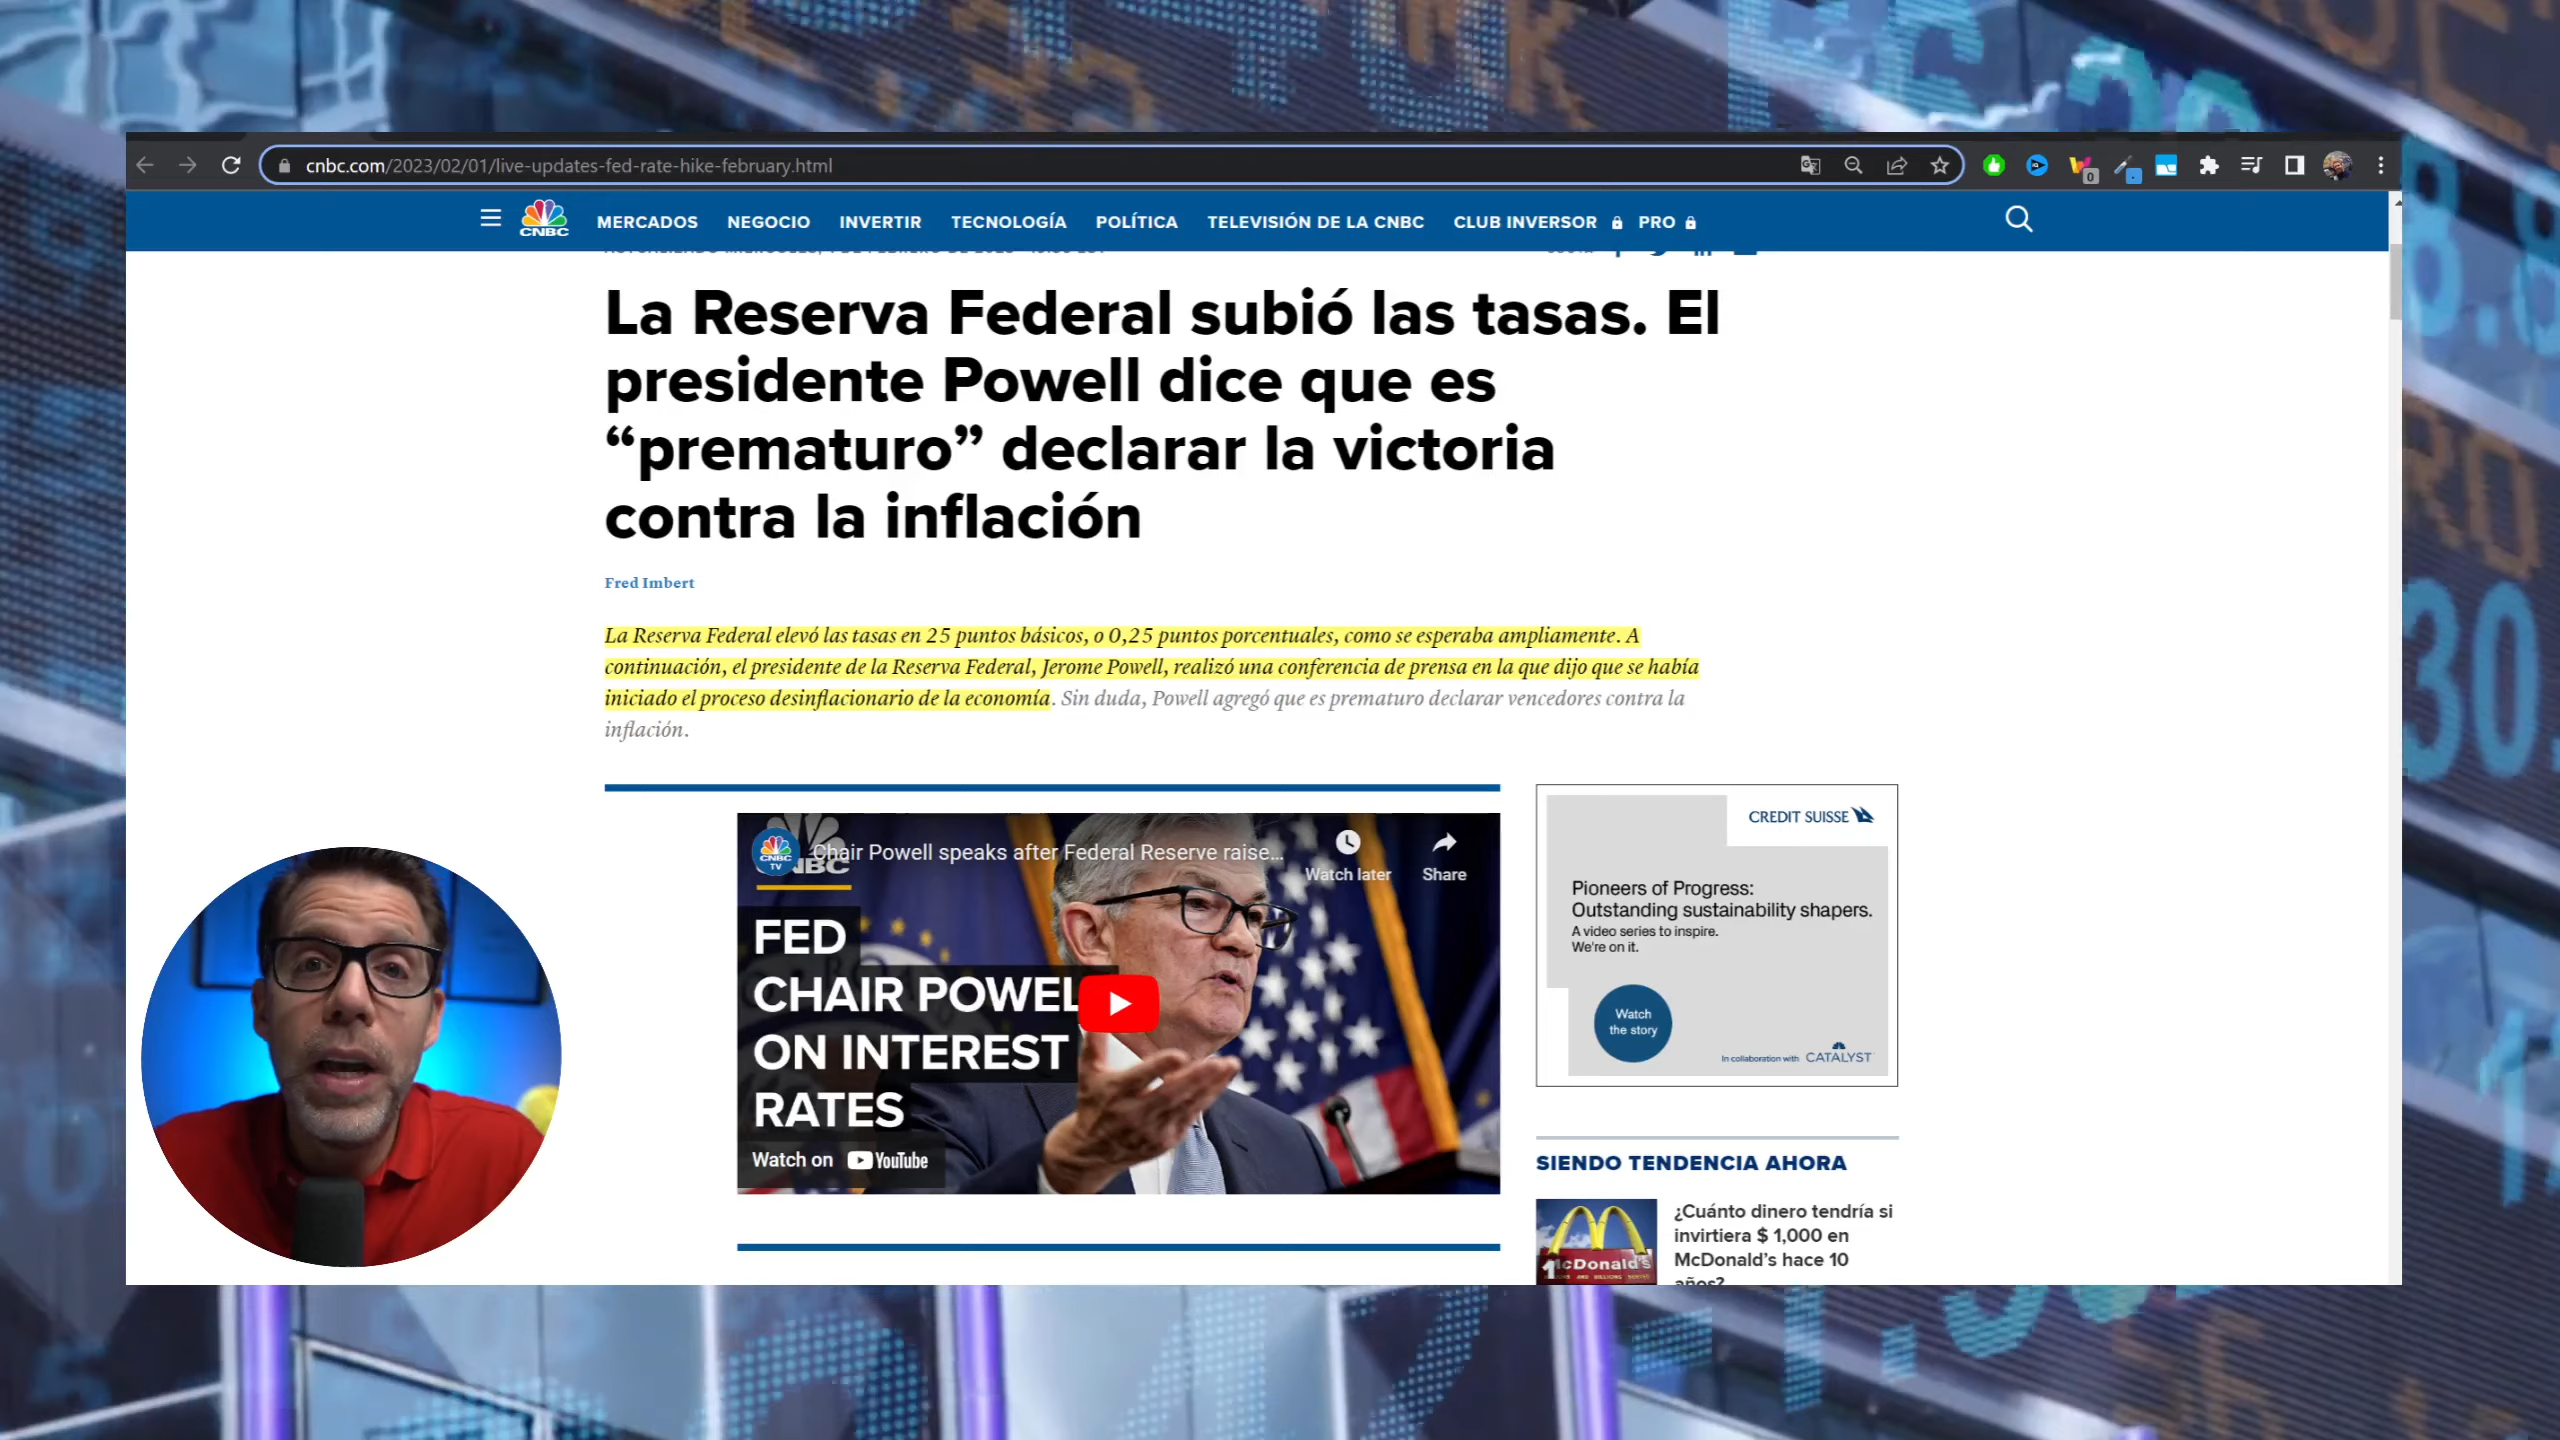 cnbc.com/2023/02/01/live-updates-fed-rate-hike-february.html
0
CNBC
MERCADOS
NEGOCIO
INVERTIR
TECNOLOGÍA
POLÍTICA
TELEVISIÓN DE LA CNBC
CLUB INVERSOR
PRO
La Reserva Federal subió las tasas. El
presidente Powell dice que es
“prematuro” declarar la victoria
contra la inflación
Fred Imbert
La Reserva Federal elevó las tasas en 25 puntos básicos, o 0,25 puntos porcentuales, como se esperaba ampliamente. A
continuación, el presidente de la Reserva Federal, Jerome Powell, realizó una conferencia de prensa en la que dijo que se había
iniciado el proceso desinflacionario de la economía. Sin duda, Powell agregó que es prematuro declarar vencedores contra la
inflación.
CNBC
TV
Chair Powell speaks after Federal Reserve raise...
Watch later
Share
FED
CHAIR POWEL
ON INTEREST
RATES
Watch on YouTube
CREDIT SUISSE
Pioneers of Progress:
Outstanding sustainability shapers.
A video series to inspire.
We're on it.
Watch
the story
In collaboration with CATALYST
SIENDO TENDENCIA AHORA
¿Cuánto dinero tendría si
invirtiera $ 1,000 en
McDonald’s hace 10
años?
McDonald's